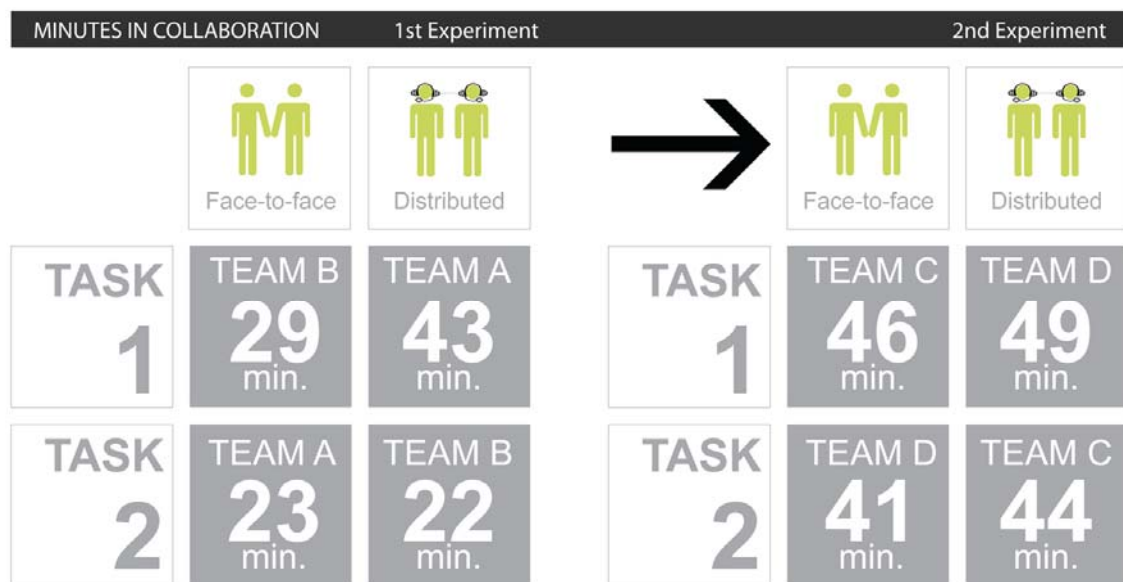 MINUTES IN COLLABORATION 1st Experiment 2nd Experiment
Face-to-face Distributed Face-to-face Distributed
TASK 1
TEAM B
29
min.
TEAM A
43
min.
TASK 1
TEAM C
46
min.
TEAM D
49
min.
TASK 2
TEAM A
23
min.
TEAM B
22
min.
TASK 2
TEAM D
41
min.
TEAM C
44
min.